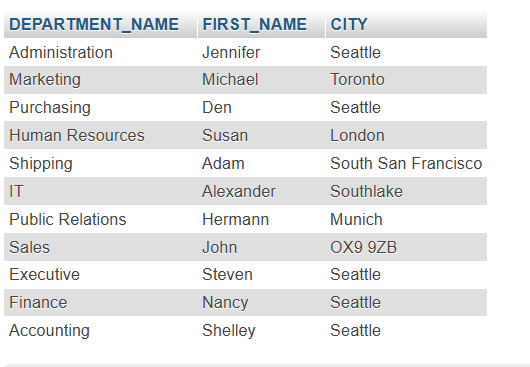 DEPARTMENT_NAME FIRST_NAME CITY
Administration Jennifer Seattle
Marketing Michael Toronto
Purchasing Den Seattle
Human Resources Susan London
Shipping Adam South San Francisco
IT Alexander Southlake
Public Relations Hermann Munich
Sales John OX9 9ZB
Executive Steven Seattle
Finance Nancy Seattle
Accounting Shelley Seattle